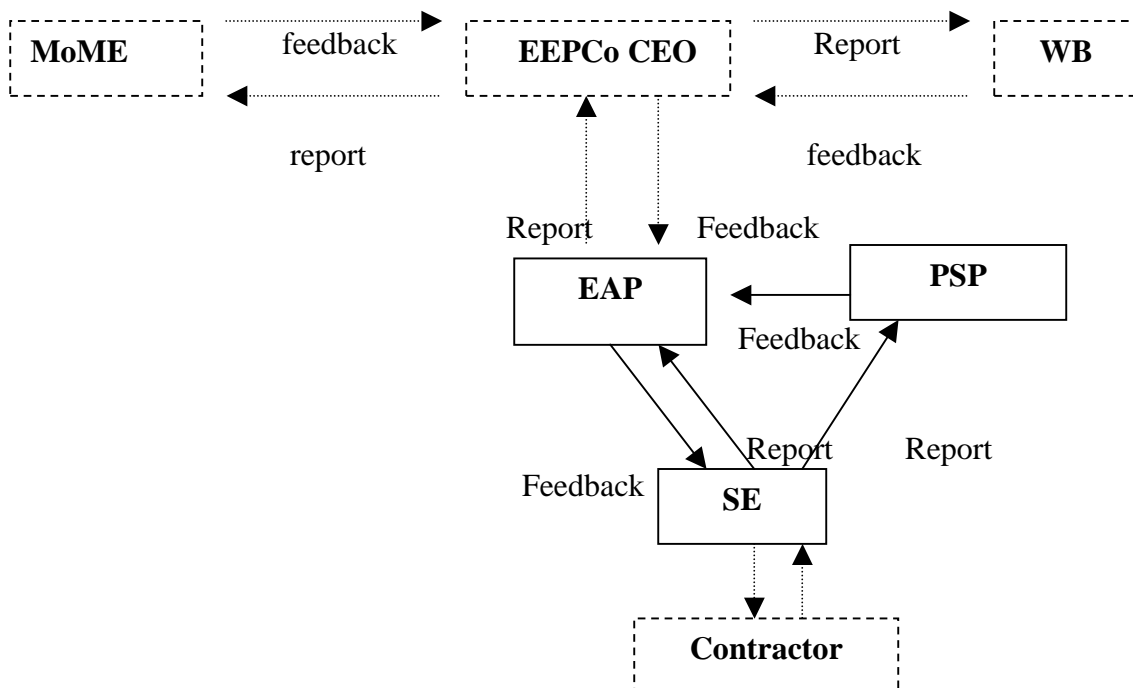 MoME
feedback
EEPCo CEO
Report
WB
report
feedback
Report
Feedback
EAP
PSP
Feedback
Report
Report
Feedback
SE
Contractor